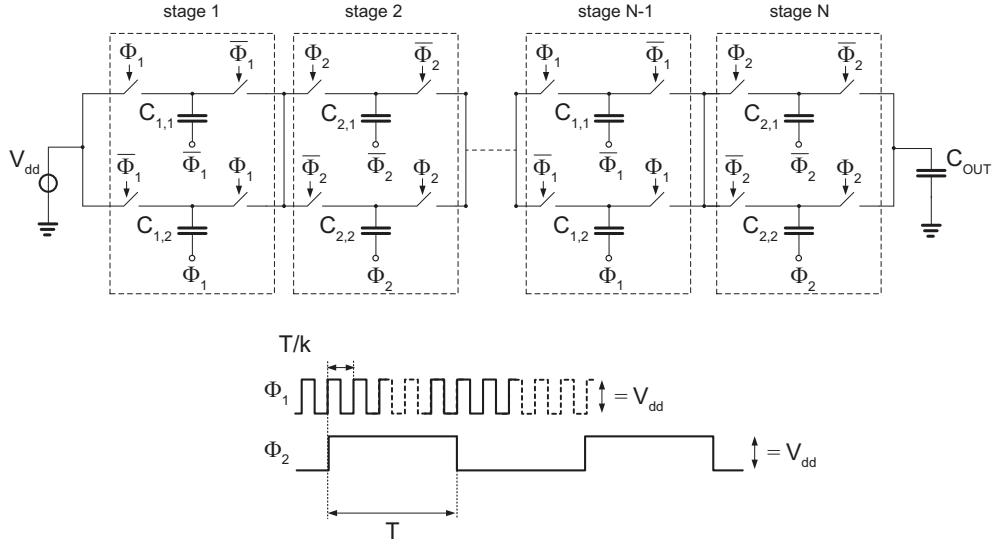 stage 1 stage 2 stage N-1 stage N
Φ1 Φ̅1 Φ2 Φ̅2 Φ1 Φ̅1 Φ2 Φ̅2
C1,1 C2,1 C1,1 C2,1
Vdd Φ̅1 Φ̅1 Φ1 Φ̅2 Φ̅2 Φ2 Φ̅1 Φ̅1 Φ1 Φ̅2 Φ̅2 Φ2 COUT
C1,2 C2,2 C1,2 C2,2
Φ1 Φ2 Φ1 Φ2
T/k
Φ1 = Vdd
Φ2 = Vdd
T